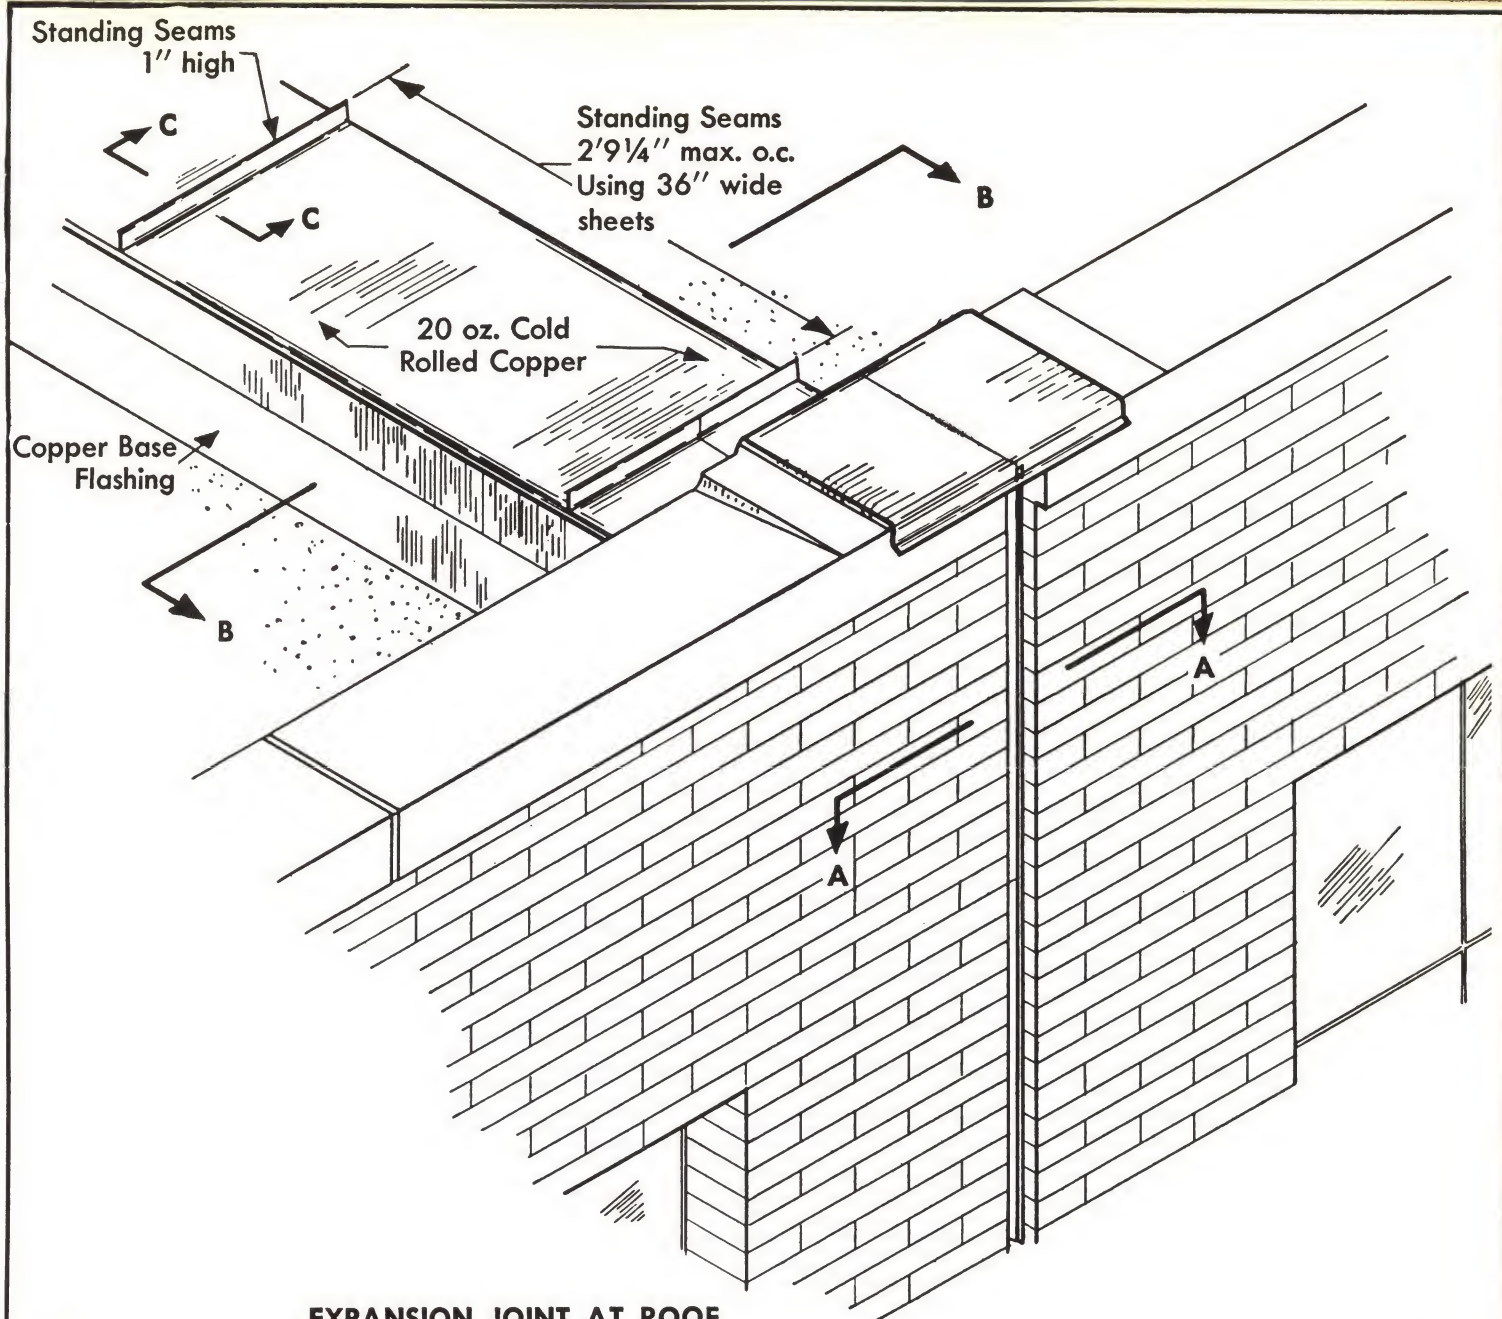 Standing Seams
1″ high
C
C
Standing Seams
2′9¼″ max. o.c.
Using 36″ wide
sheets
B
20 oz. Cold
Rolled Copper
Copper Base
Flashing
B
A
A
EXPANSION JOINT AT ROOF